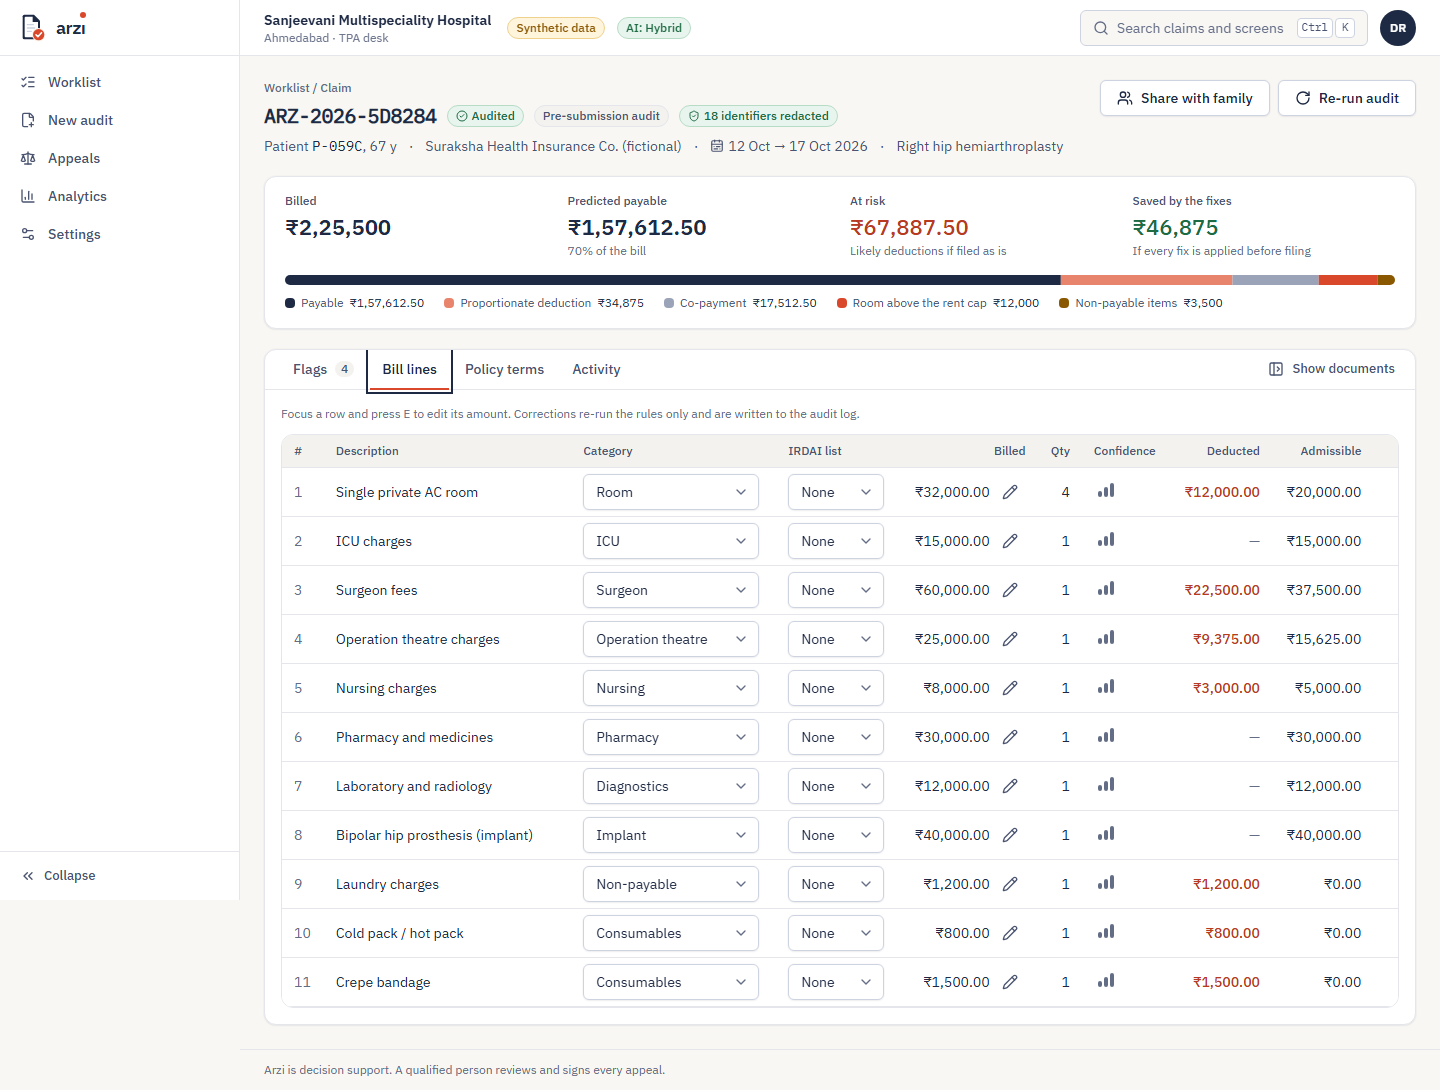 arzi
Sanjeevani Multispeciality Hospital
Ahmedabad · TPA desk
Synthetic data
AI: Hybrid
Search claims and screens
Ctrl K
DR
Worklist
New audit
Appeals
Analytics
Settings
Collapse
Worklist / Claim
ARZ-2026-5D8284
Audited
Pre-submission audit
18 identifiers redacted
Share with family
Re-run audit
Patient P-059C, 67 y · Suraksha Health Insurance Co. (fictional) · 12 Oct → 17 Oct 2026 · Right hip hemiarthroplasty
Billed
₹2,25,500
Predicted payable
₹1,57,612.50
70% of the bill
At risk
₹67,887.50
Likely deductions if filed as is
Saved by the fixes
₹46,875
If every fix is applied before filing
Payable ₹1,57,612.50
Proportionate deduction ₹34,875
Co-payment ₹17,512.50
Room above the rent cap ₹12,000
Non-payable items ₹3,500
Flags 4
Bill lines
Policy terms
Activity
Show documents
Focus a row and press E to edit its amount. Corrections re-run the rules only and are written to the audit log.
# Description Category IRDAI list Billed Qty Confidence Deducted Admissible
1 Single private AC room Room None ₹32,000.00 4 ₹12,000.00 ₹20,000.00
2 ICU charges ICU None ₹15,000.00 1 — ₹15,000.00
3 Surgeon fees Surgeon None ₹60,000.00 1 ₹22,500.00 ₹37,500.00
4 Operation theatre charges Operation theatre None ₹25,000.00 1 ₹9,375.00 ₹15,625.00
5 Nursing charges Nursing None ₹8,000.00 1 ₹3,000.00 ₹5,000.00
6 Pharmacy and medicines Pharmacy None ₹30,000.00 1 — ₹30,000.00
7 Laboratory and radiology Diagnostics None ₹12,000.00 1 — ₹12,000.00
8 Bipolar hip prosthesis (implant) Implant None ₹40,000.00 1 — ₹40,000.00
9 Laundry charges Non-payable None ₹1,200.00 1 ₹1,200.00 ₹0.00
10 Cold pack / hot pack Consumables None ₹800.00 1 ₹800.00 ₹0.00
11 Crepe bandage Consumables None ₹1,500.00 1 ₹1,500.00 ₹0.00
Arzi is decision support. A qualified person reviews and signs every appeal.